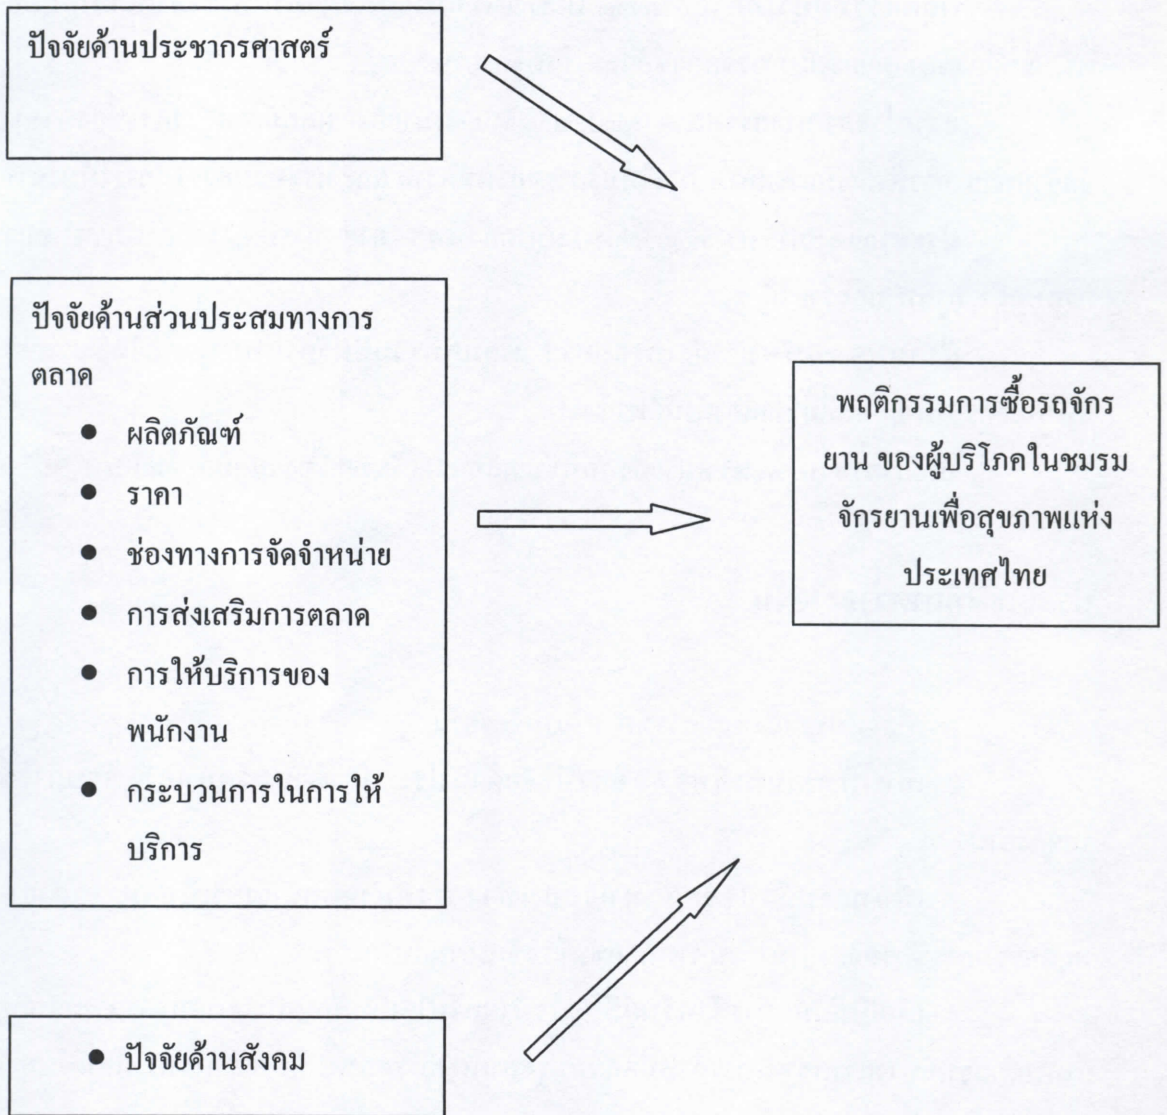 ปัจจัยด้านประชากรศาสตร์
ปัจจัยด้านส่วนประสมทางการ
ตลาด
● ผลิตภัณฑ์
● ราคา
● ช่องทางการจัดจำหน่าย
● การส่งเสริมการตลาด
● การให้บริการของ
พนักงาน
● กระบวนการในการให้
บริการ
● ปัจจัยด้านสังคม
พฤติกรรมการซื้อรถจักร
ยาน ของผู้บริโภคในชมรม
จักรยานเพื่อสุขภาพแห่ง
ประเทศไทย